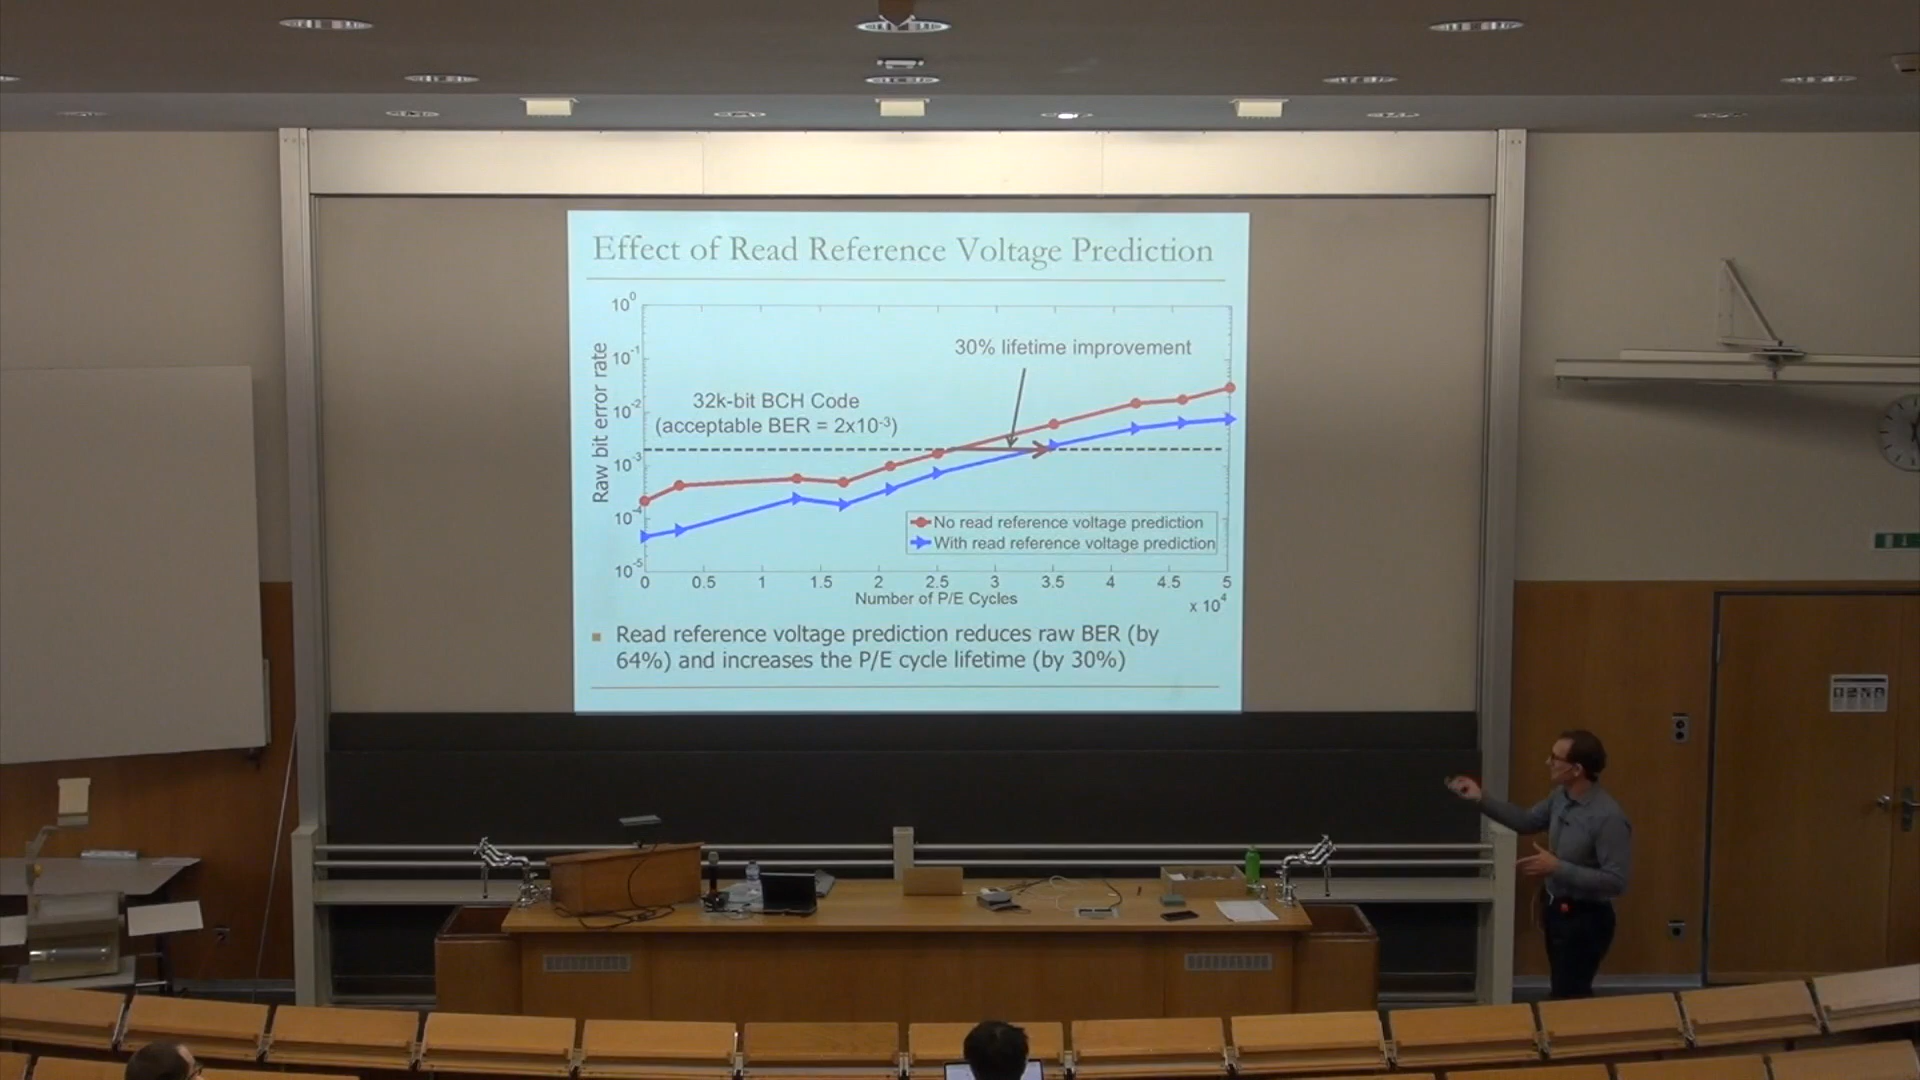 Effect of Read Reference Voltage Prediction
10^0
10^-1
10^-2
10^-3
10^-4
10^-5
Raw bit error rate
30% lifetime improvement
32k-bit BCH Code
(acceptable BER = 2x10^-3)
No read reference voltage prediction
With read reference voltage prediction
0 0.5 1 1.5 2 2.5 3 3.5 4 4.5 5
Number of P/E Cycles
x 10^4
Read reference voltage prediction reduces raw BER (by
64%) and increases the P/E cycle lifetime (by 30%)